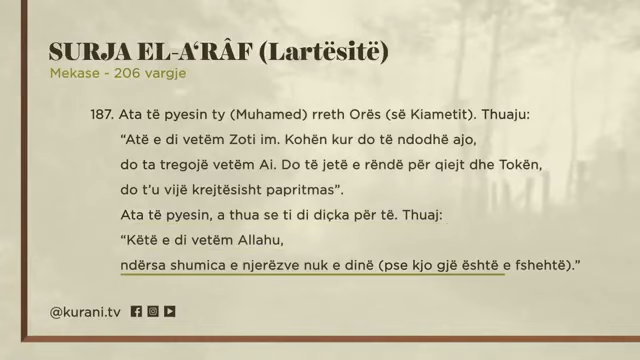 SURJA EL-A‘RÂF (Lartësitë)
Mekase - 206 vargje
187. Ata të pyesin ty (Muhamed) rreth Orës (së Kiametit). Thuaju:
“Atë e di vetëm Zoti im. Kohën kur do të ndodhë ajo,
do ta tregojë vetëm Ai. Do të jetë e rëndë për qiejt dhe Tokën,
do t’u vijë krejtësisht papritmas”.
Ata të pyesin, a thua se ti di diçka për të. Thuaj:
“Këtë e di vetëm Allahu,
ndërsa shumica e njerëzve nuk e dinë (pse kjo gjë është e fshehtë).”
@kurani.tv